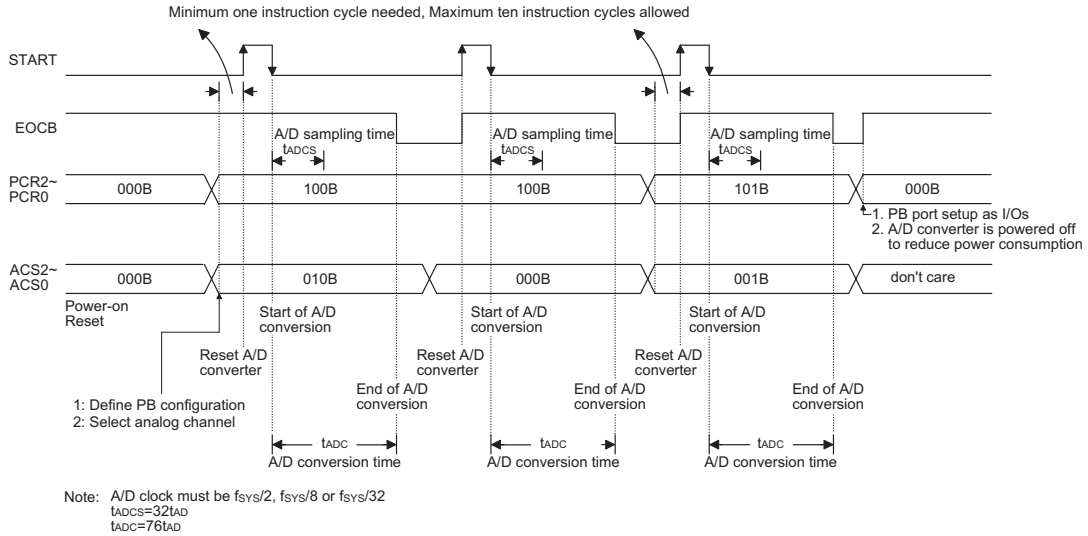 Minimum one instruction cycle needed, Maximum ten instruction cycles allowed
START
EOCB
A/D sampling time
tADCS
A/D sampling time
tADCS
A/D sampling time
tADCS
PCR2~
PCR0
000B
100B
100B
101B
000B
1. PB port setup as I/Os
2. A/D converter is powered off
to reduce power consumption
ACS2~
ACS0
000B
010B
000B
001B
don't care
Power-on
Reset
Start of A/D
conversion
Start of A/D
conversion
Start of A/D
conversion
Reset A/D
converter
Reset A/D
converter
Reset A/D
converter
1: Define PB configuration
2: Select analog channel
End of A/D
conversion
End of A/D
conversion
End of A/D
conversion
tADC
A/D conversion time
tADC
A/D conversion time
tADC
A/D conversion time
Note: A/D clock must be fSYS/2, fSYS/8 or fSYS/32
tADCS=32tAD
tADC=76tAD